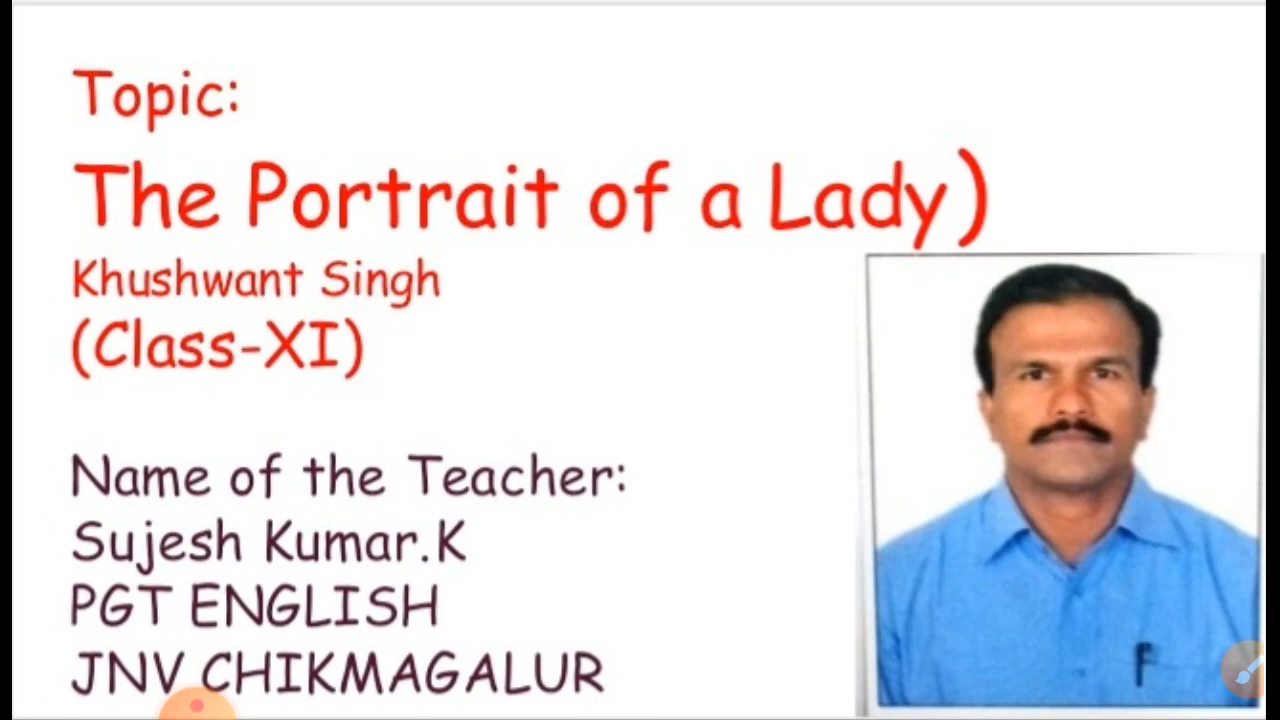 Topic:
The Portrait of a Lady)
Khushwant Singh
(Class-XI)
Name of the Teacher:
Sujesh Kumar.K
PGT ENGLISH
JNV CHIKMAGALUR